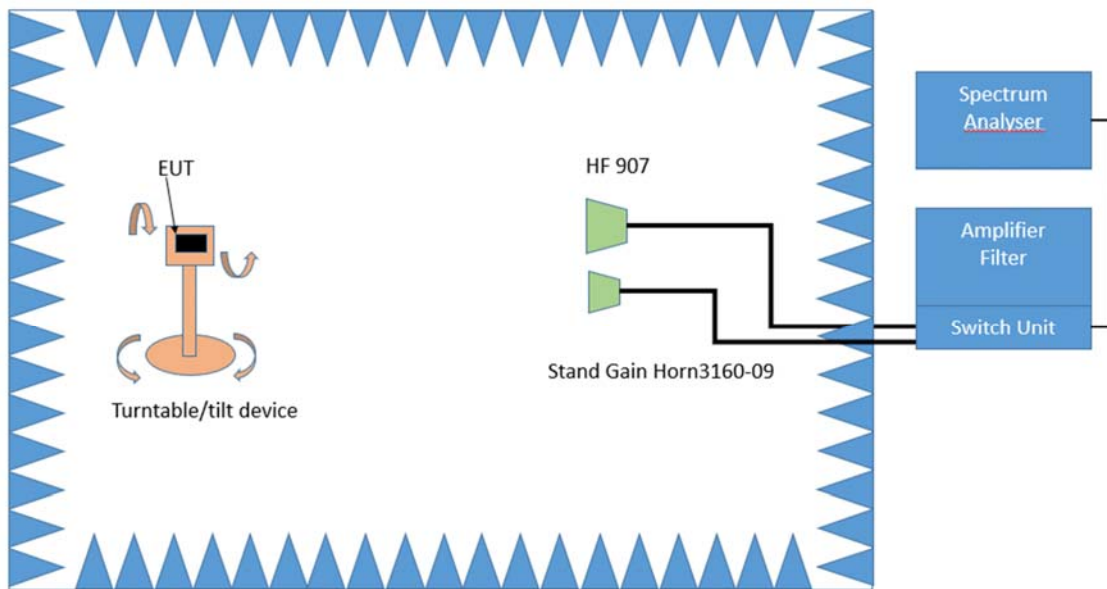 Spectrum
Analyser
EUT
HF 907
Amplifier
Filter
Switch Unit
Stand Gain Horn3160-09
Turntable/tilt device